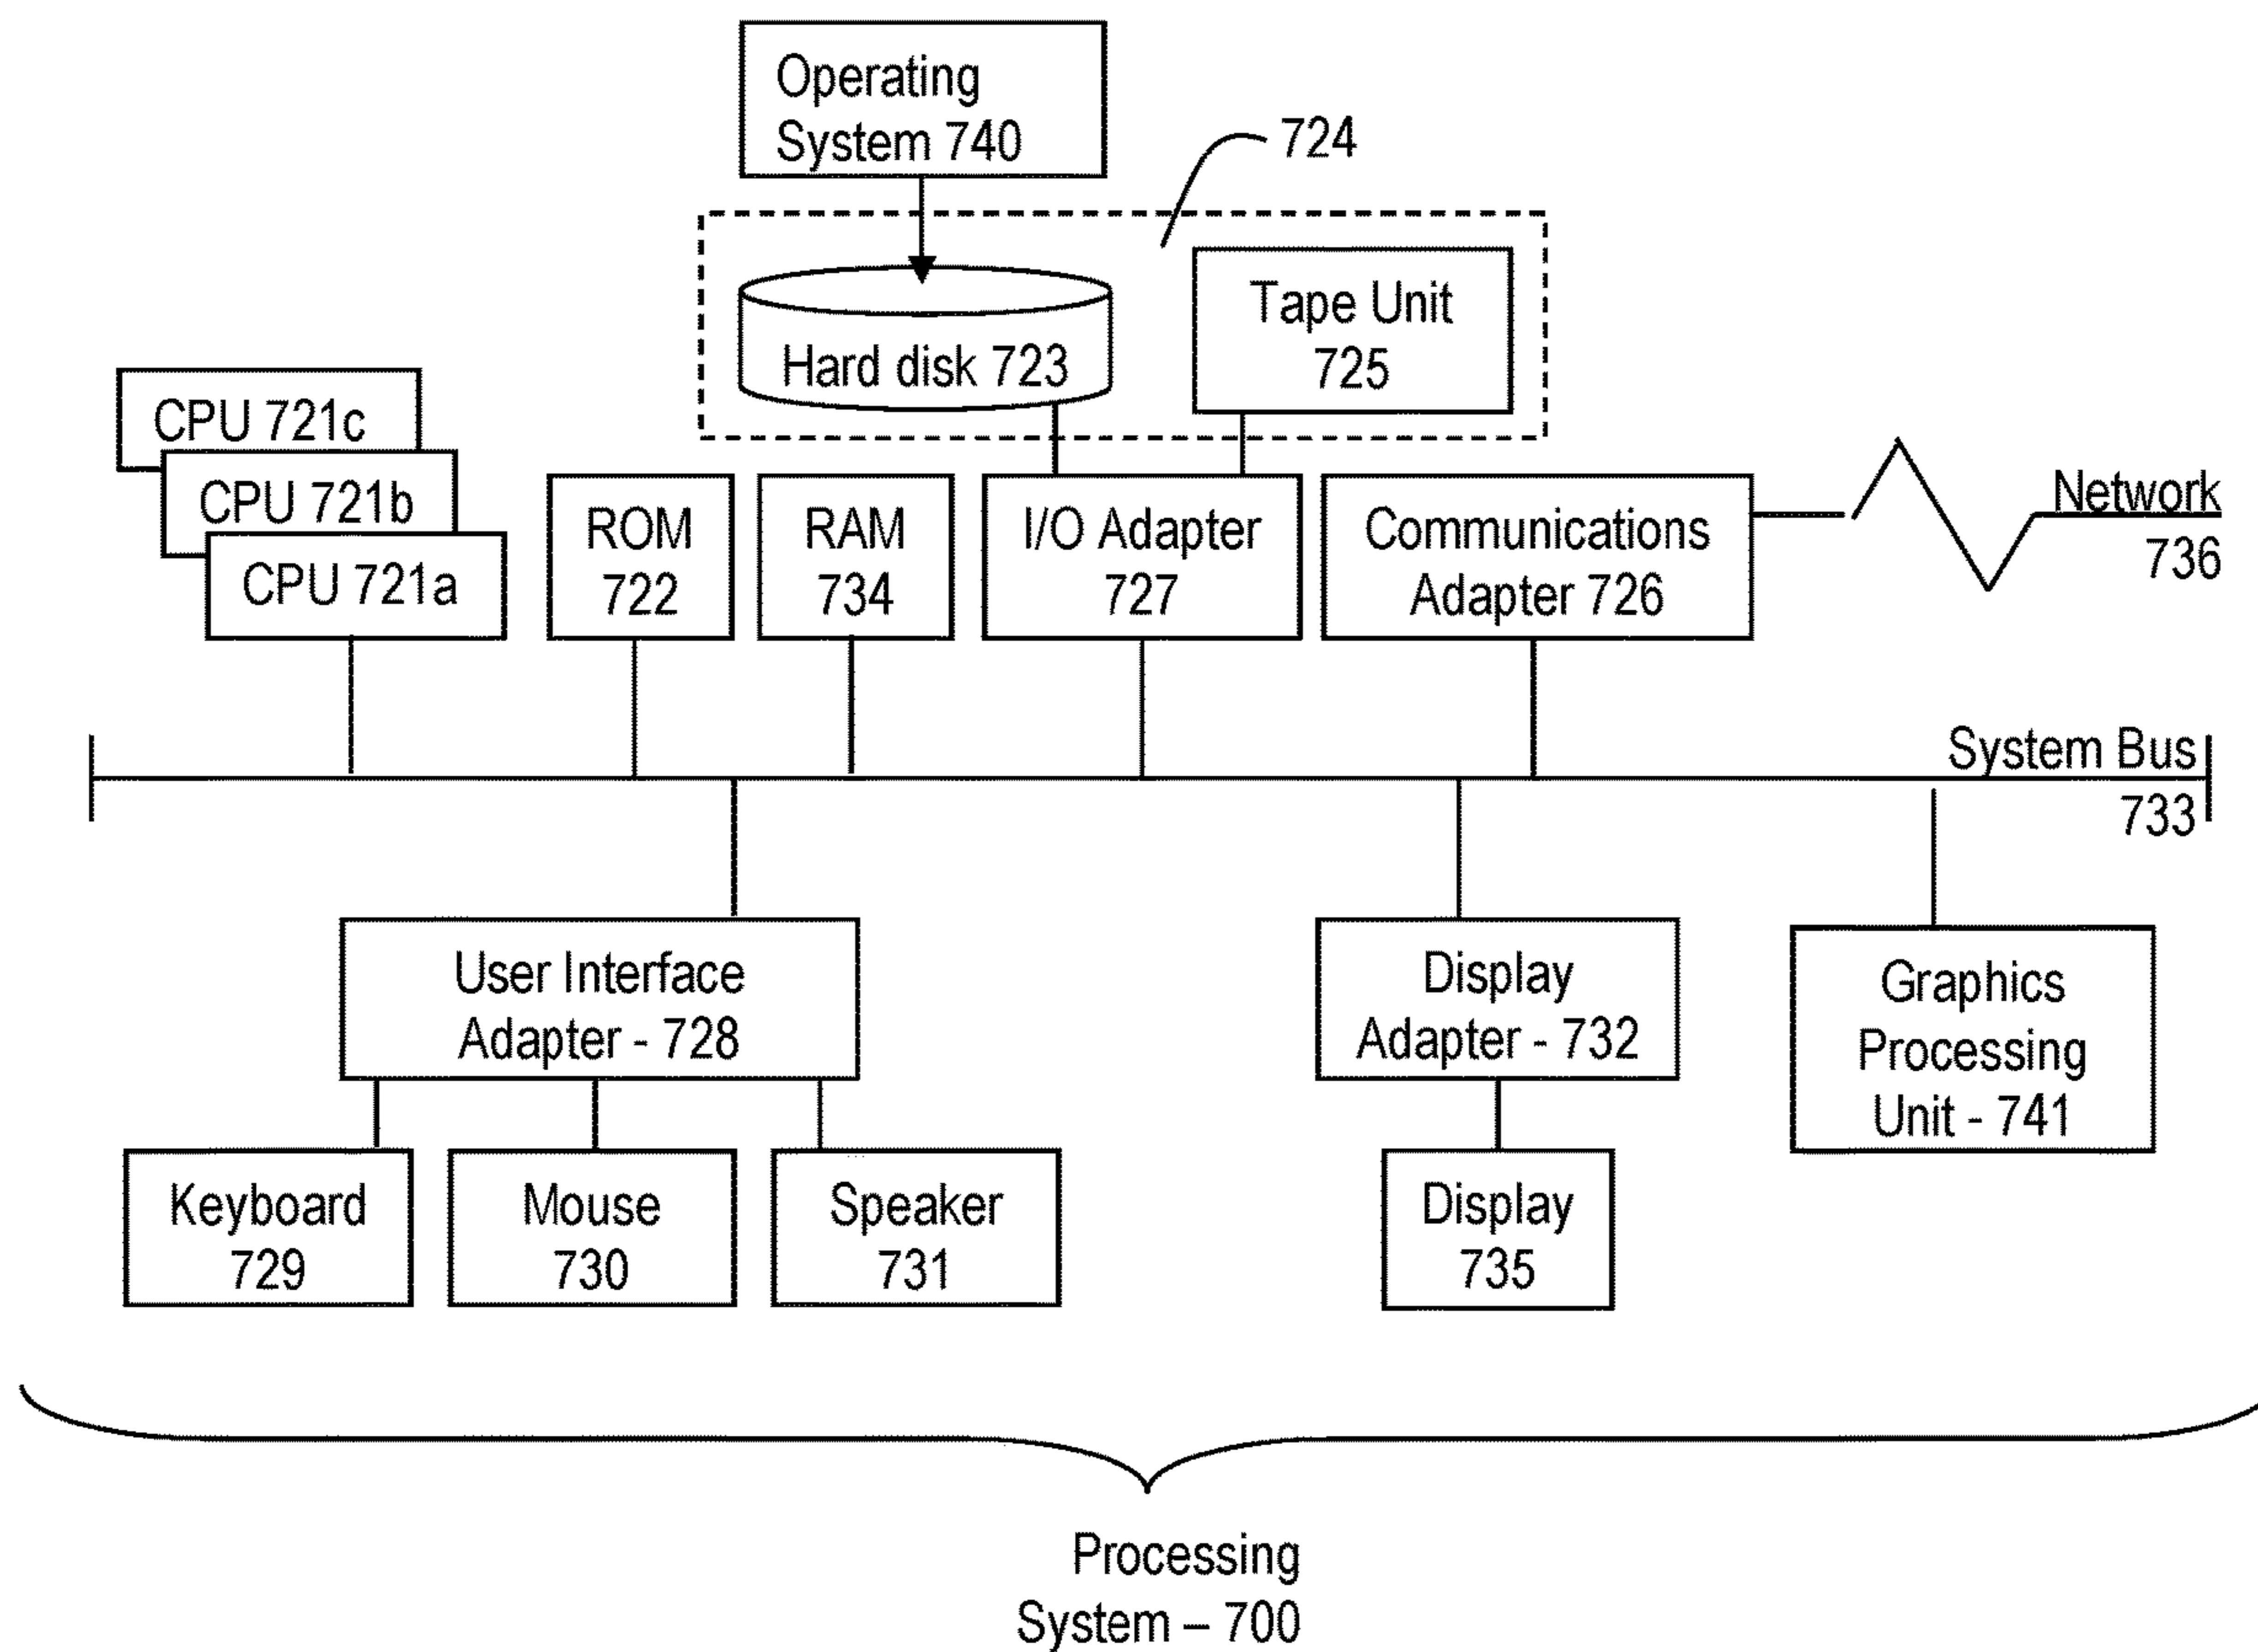 Operating
System 740
724
Hard disk 723
Tape Unit
725
CPU 721c
CPU 721b
CPU 721a
ROM
722
RAM
734
I/O Adapter
727
Communications
Adapter 726
Network
736
System Bus
733
User Interface
Adapter - 728
Display
Adapter - 732
Graphics
Processing
Unit - 741
Keyboard
729
Mouse
730
Speaker
731
Display
735
Processing
System – 700